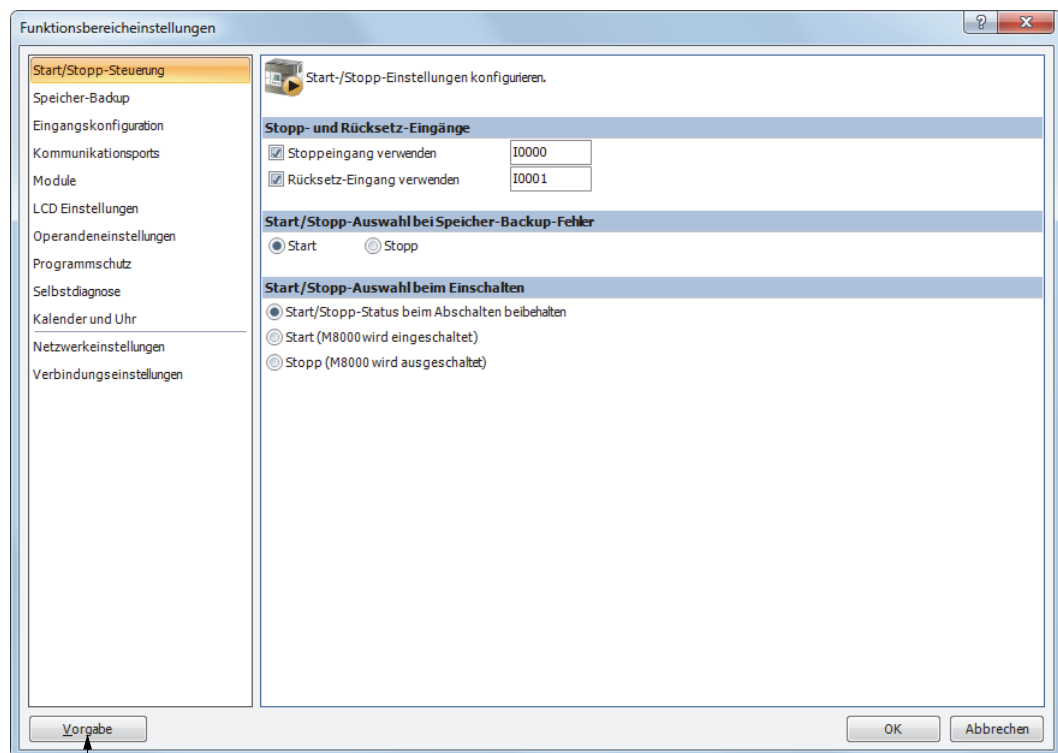 Funktionsbereicheinstellungen
Start/Stopp-Steuerung
Speicher-Backup
Eingangskonfiguration
Kommunikationsports
Module
LCD Einstellungen
Operandeneinstellungen
Programmschutz
Selbstdiagnose
Kalender und Uhr
Netzwerkeinstellungen
Verbindungseinstellungen
Start-/Stopp-Einstellungen konfigurieren.
Stopp- und Rücksetz-Eingänge
Stoppeingang verwenden I0000
Rücksetz-Eingang verwenden I0001
Start/Stopp-Auswahl bei Speicher-Backup-Fehler
Start Stopp
Start/Stopp-Auswahl beim Einschalten
Start/Stopp-Status beim Abschalten beibehalten
Start (M8000 wird eingeschaltet)
Stopp (M8000 wird ausgeschaltet)
Vorgabe OK Abbrechen